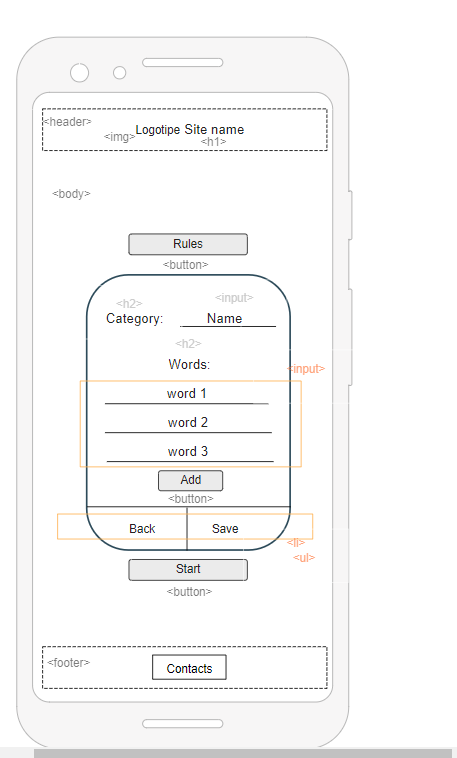 <header>
Logotipe Site name
<img>
<h1>
<body>
Rules
<button>
<h2>
<input>
Category:
Name
<h2>
Words:
<input>
word 1
word 2
word 3
Add
<button>
Back
Save
<li>
<ul>
Start
<button>
<footer>
Contacts